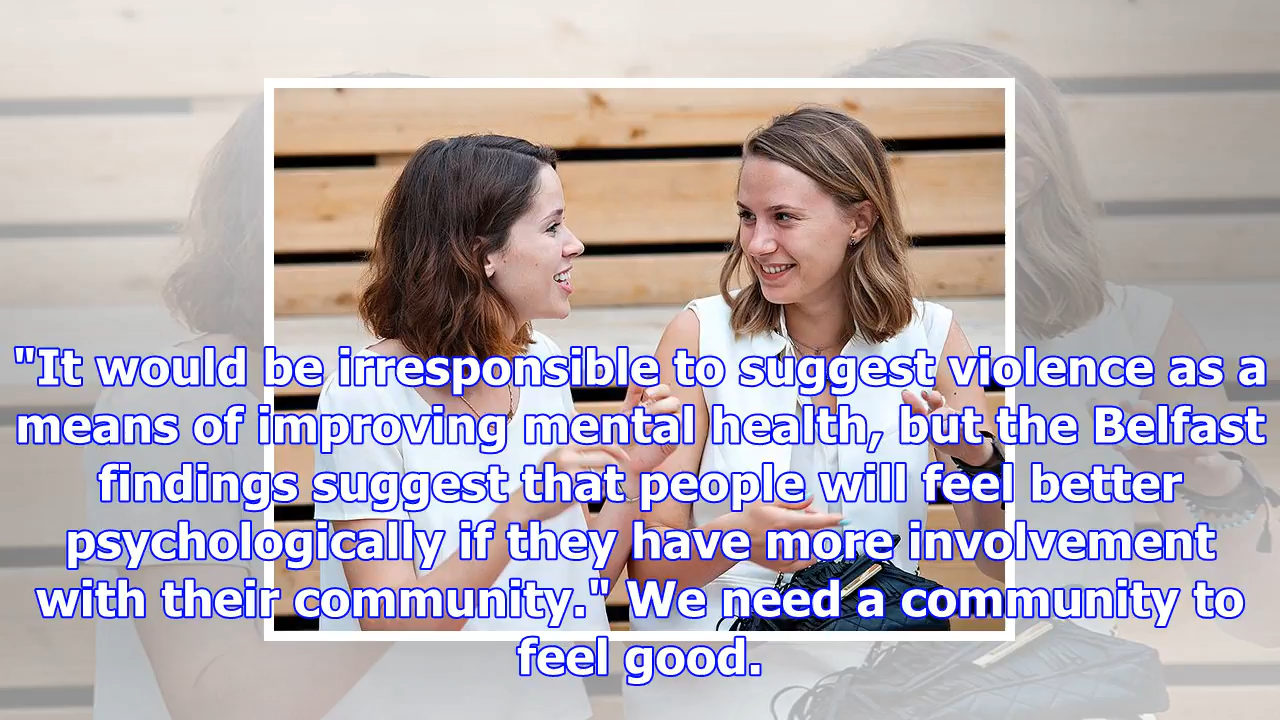 "It would be irresponsible to suggest violence as a
means of improving mental health, but the Belfast
findings suggest that people will feel better
psychologically if they have more involvement
with their community." We need a community to
feel good.